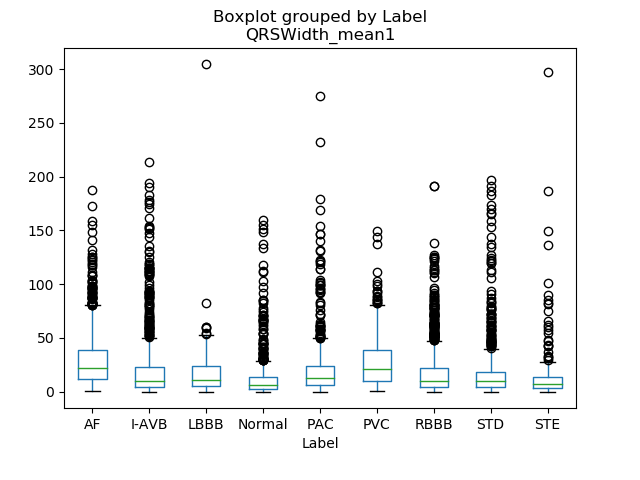 Boxplot grouped by Label
QRSWidth_mean1
300
250
200
150
100
50
0
AF I-AVB LBBB Normal PAC PVC RBBB STD STE
Label